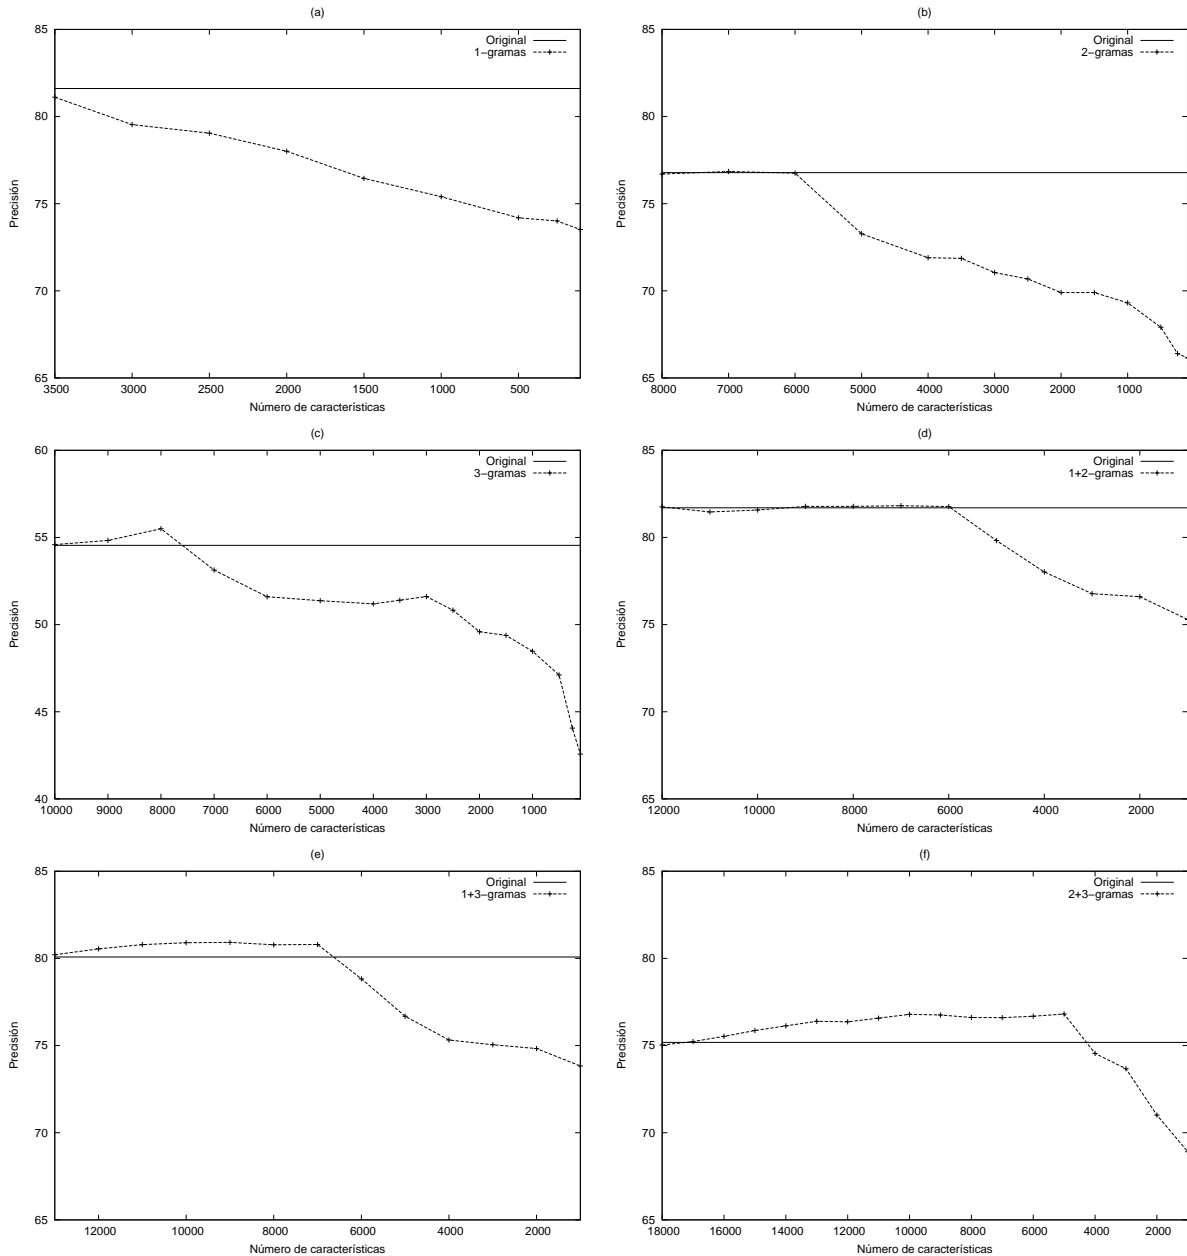 (a)
85
80
75
70
65
3500 3000 2500 2000 1500 1000 500
Precisión
Número de características
Original
1−gramas
(b)
85
80
75
70
65
8000 7000 6000 5000 4000 3000 2000 1000
Precisión
Número de características
Original
2−gramas
(c)
60
55
50
45
40
10000 9000 8000 7000 6000 5000 4000 3000 2000 1000
Precisión
Número de características
Original
3−gramas
(d)
85
80
75
70
65
12000 10000 8000 6000 4000 2000
Precisión
Número de características
Original
1+2−gramas
(e)
85
80
75
70
65
12000 10000 8000 6000 4000 2000
Precisión
Número de características
Original
1+3−gramas
(f)
85
80
75
70
65
18000 16000 14000 12000 10000 8000 6000 4000 2000
Precisión
Número de características
Original
2+3−gramas